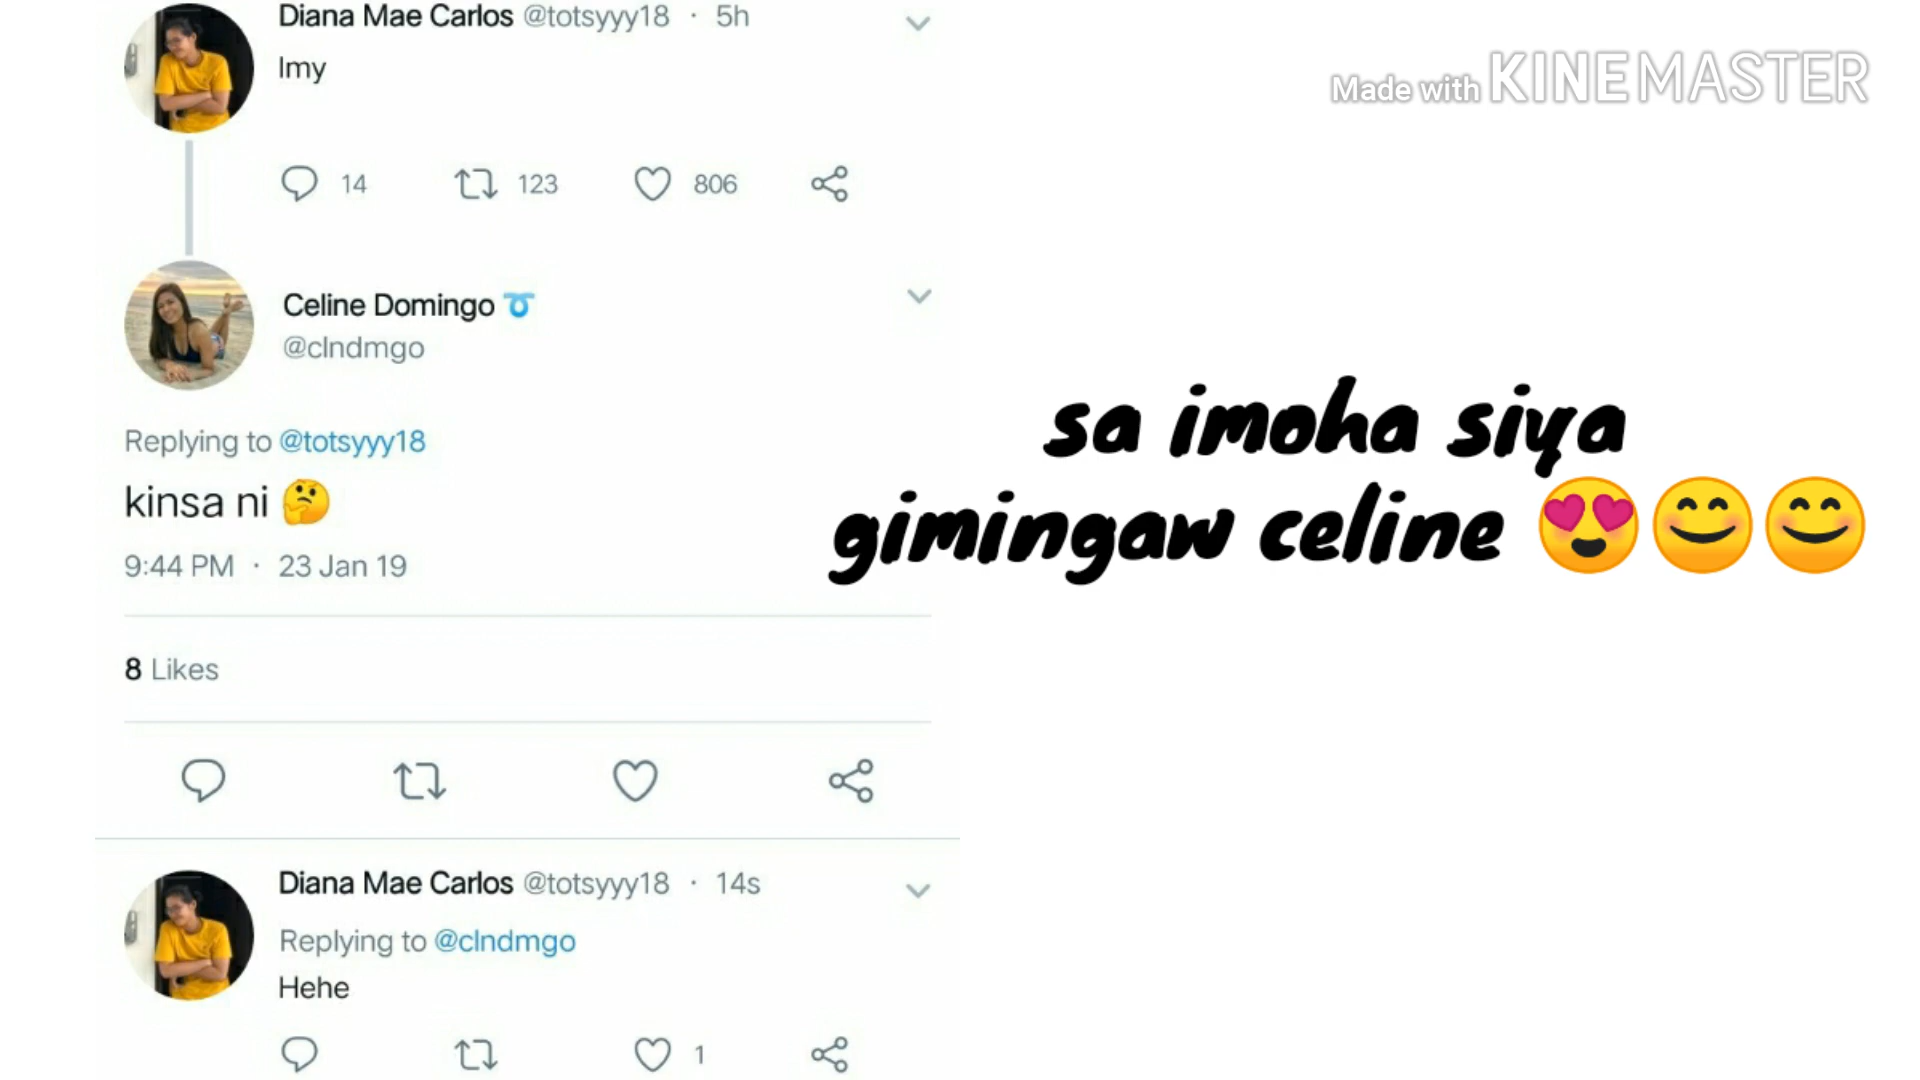 Diana Mae Carlos @totsyyy18 · 5h
Imy
14 123 806
Made with KINEMASTER
Celine Domingo ➰
@clndmgo
Replying to @totsyyy18
kinsa ni 🤔
9:44 PM · 23 Jan 19
8 Likes
sa imoha siya
gimingaw celine 😍😊😊
Diana Mae Carlos @totsyyy18 · 14s
Replying to @clndmgo
Hehe
1